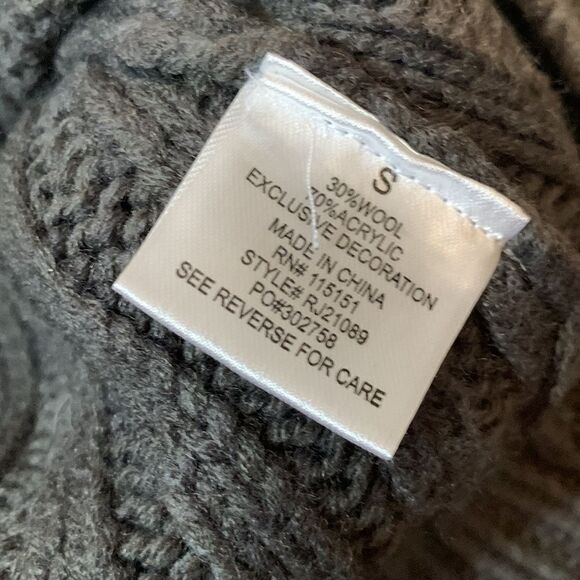 S
30%WOOL
70%ACRYLIC
EXCLUSIVE DECORATION
MADE IN CHINA
RN# 115151
STYLE# RJ21089
PO#302758
SEE REVERSE FOR CARE